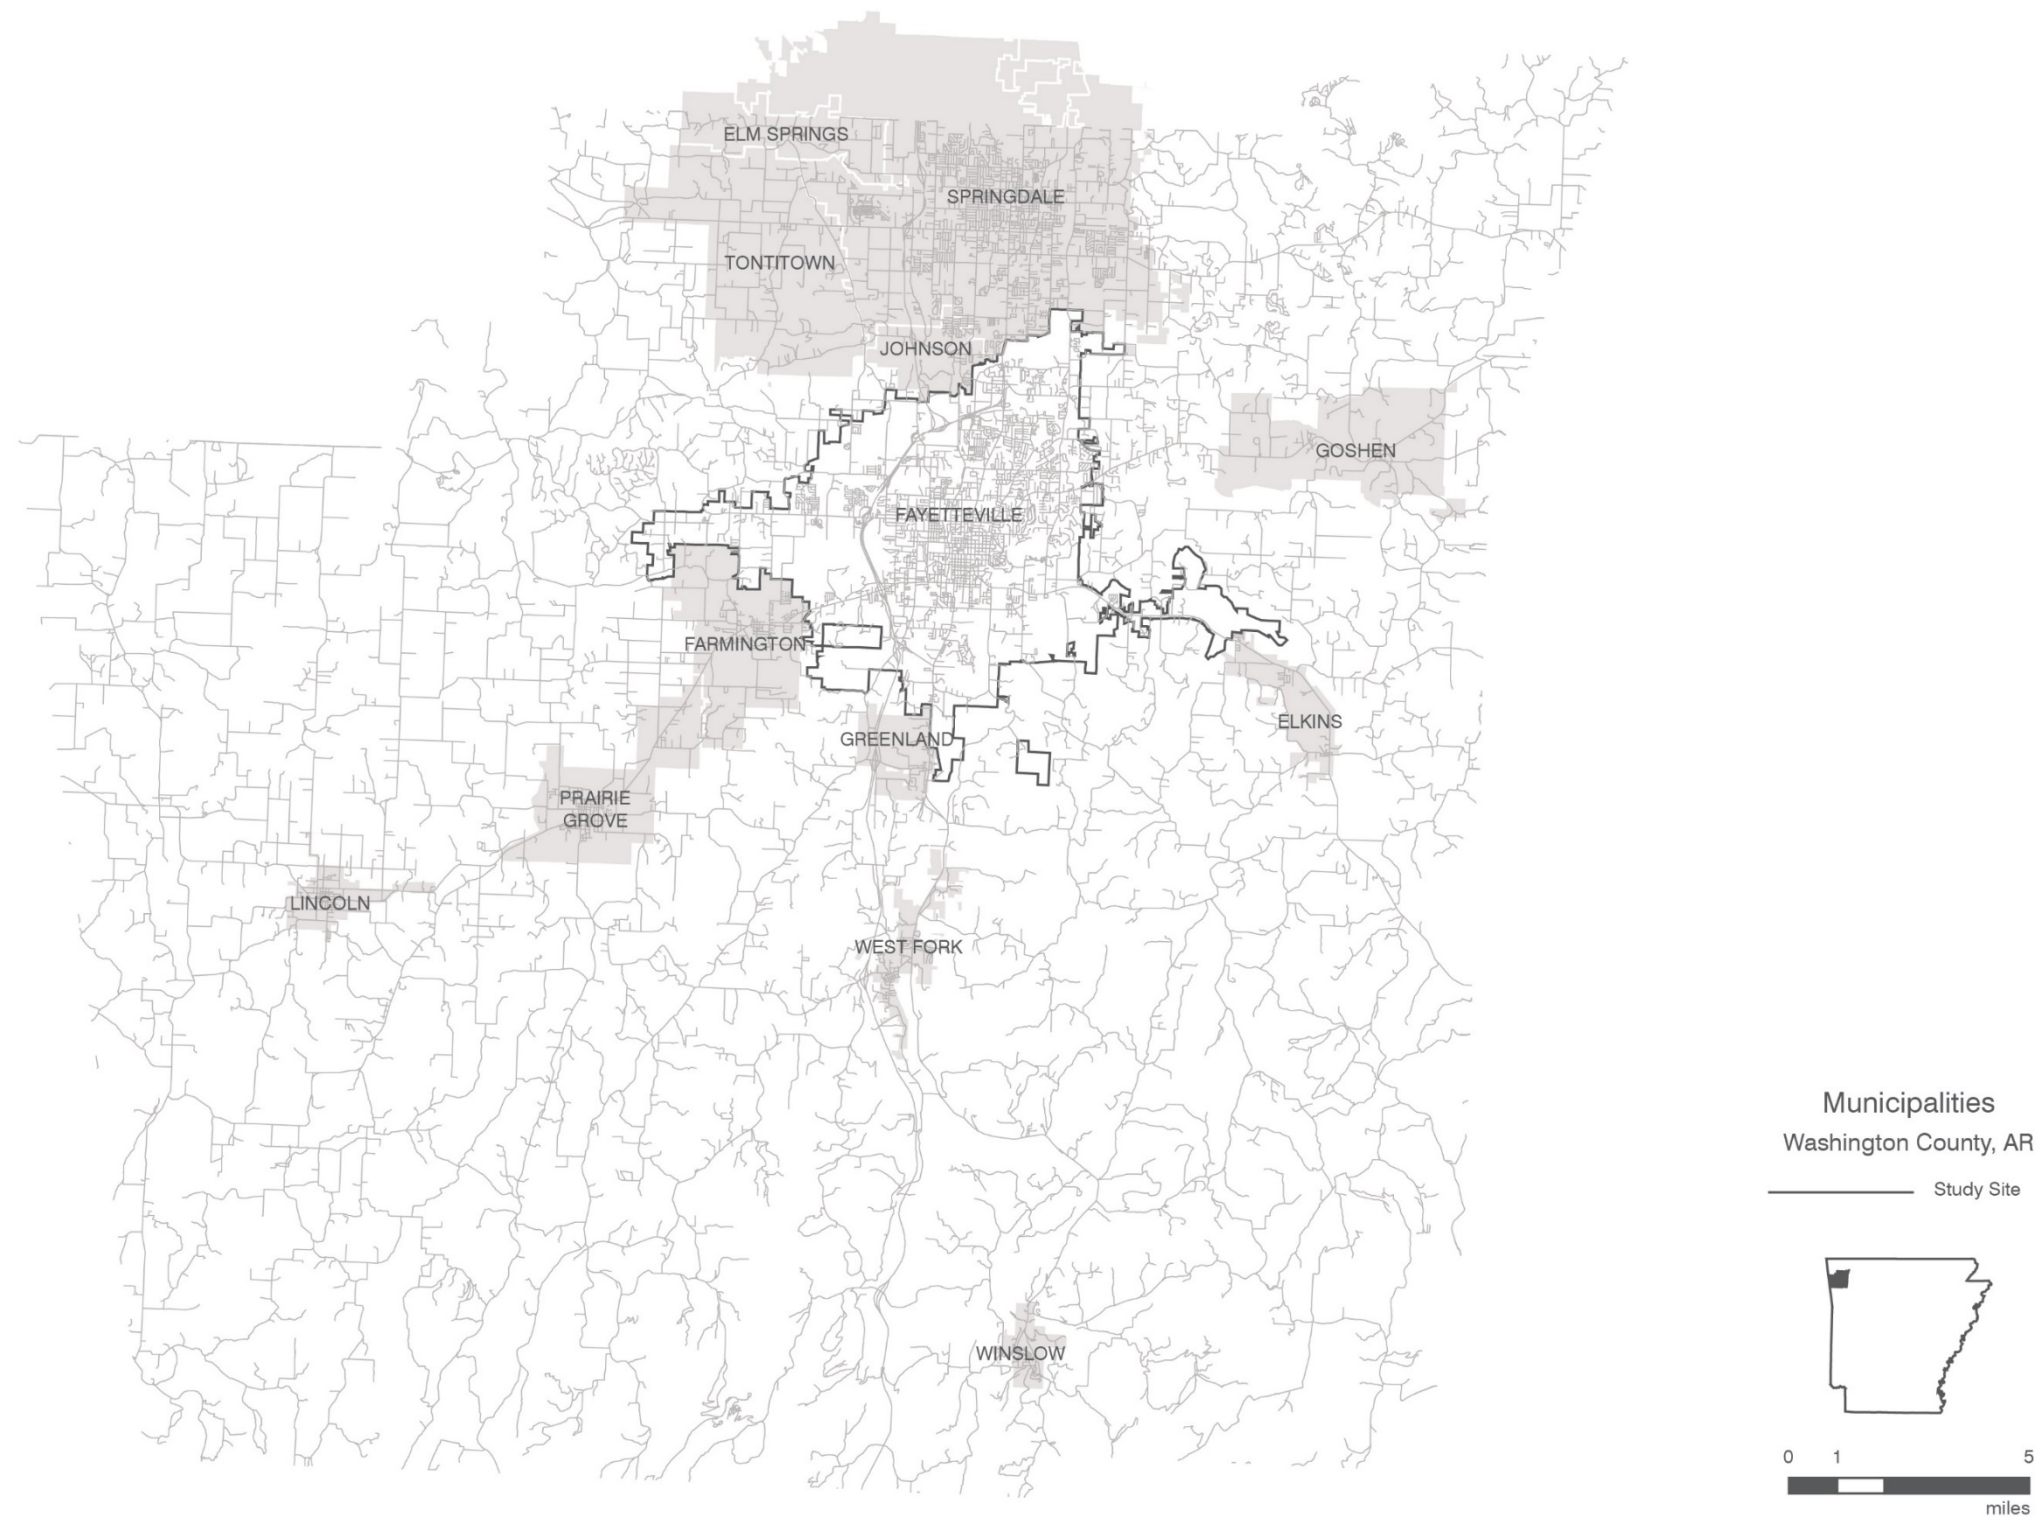 ELM SPRINGS
SPRINGDALE
TONTITOWN
JOHNSON
GOSHEN
FAYETTEVILLE
FARMINGTON
ELKINS
GREENLAND
PRAIRIE
GROVE
LINCOLN
WEST FORK
WINSLOW
Municipalities
Washington County, AR
Study Site
0 1 5
miles